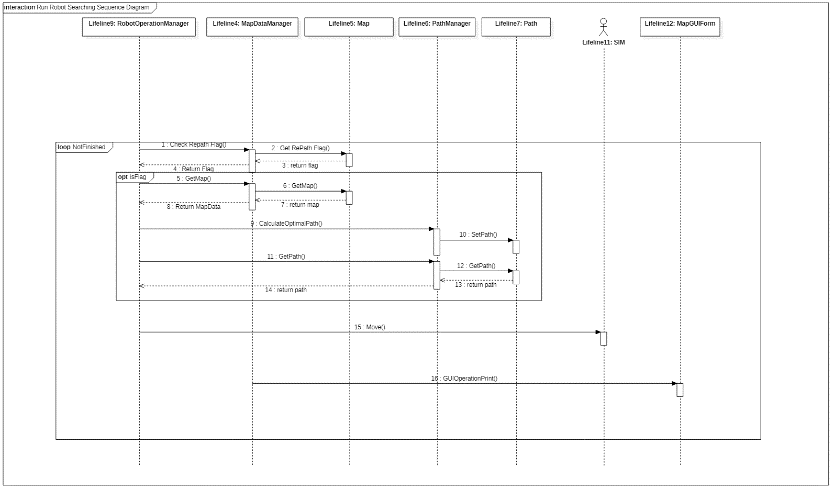 interaction Run Robot Searching Sequence Diagram
Lifeline9: RobotOperationManager
Lifeline4: MapDataManager
Lifeline5: Map
Lifeline6: PathManager
Lifeline7: Path
Lifeline11: SIM
Lifeline12: MapGUIForm
loop NotFinished
1 : Check Repath Flag()
2 : Get RePath Flag()
3 : return flag
4 : Return Flag
opt isFlag
5 : GetMap()
6 : GetMap()
7 : return map
8 : Return MapData
9 : CalculateOptimalPath()
10 : SetPath()
11 : GetPath()
12 : GetPath()
13 : return path
14 : return path
15 : Move()
16 : GUIOperationPrint()